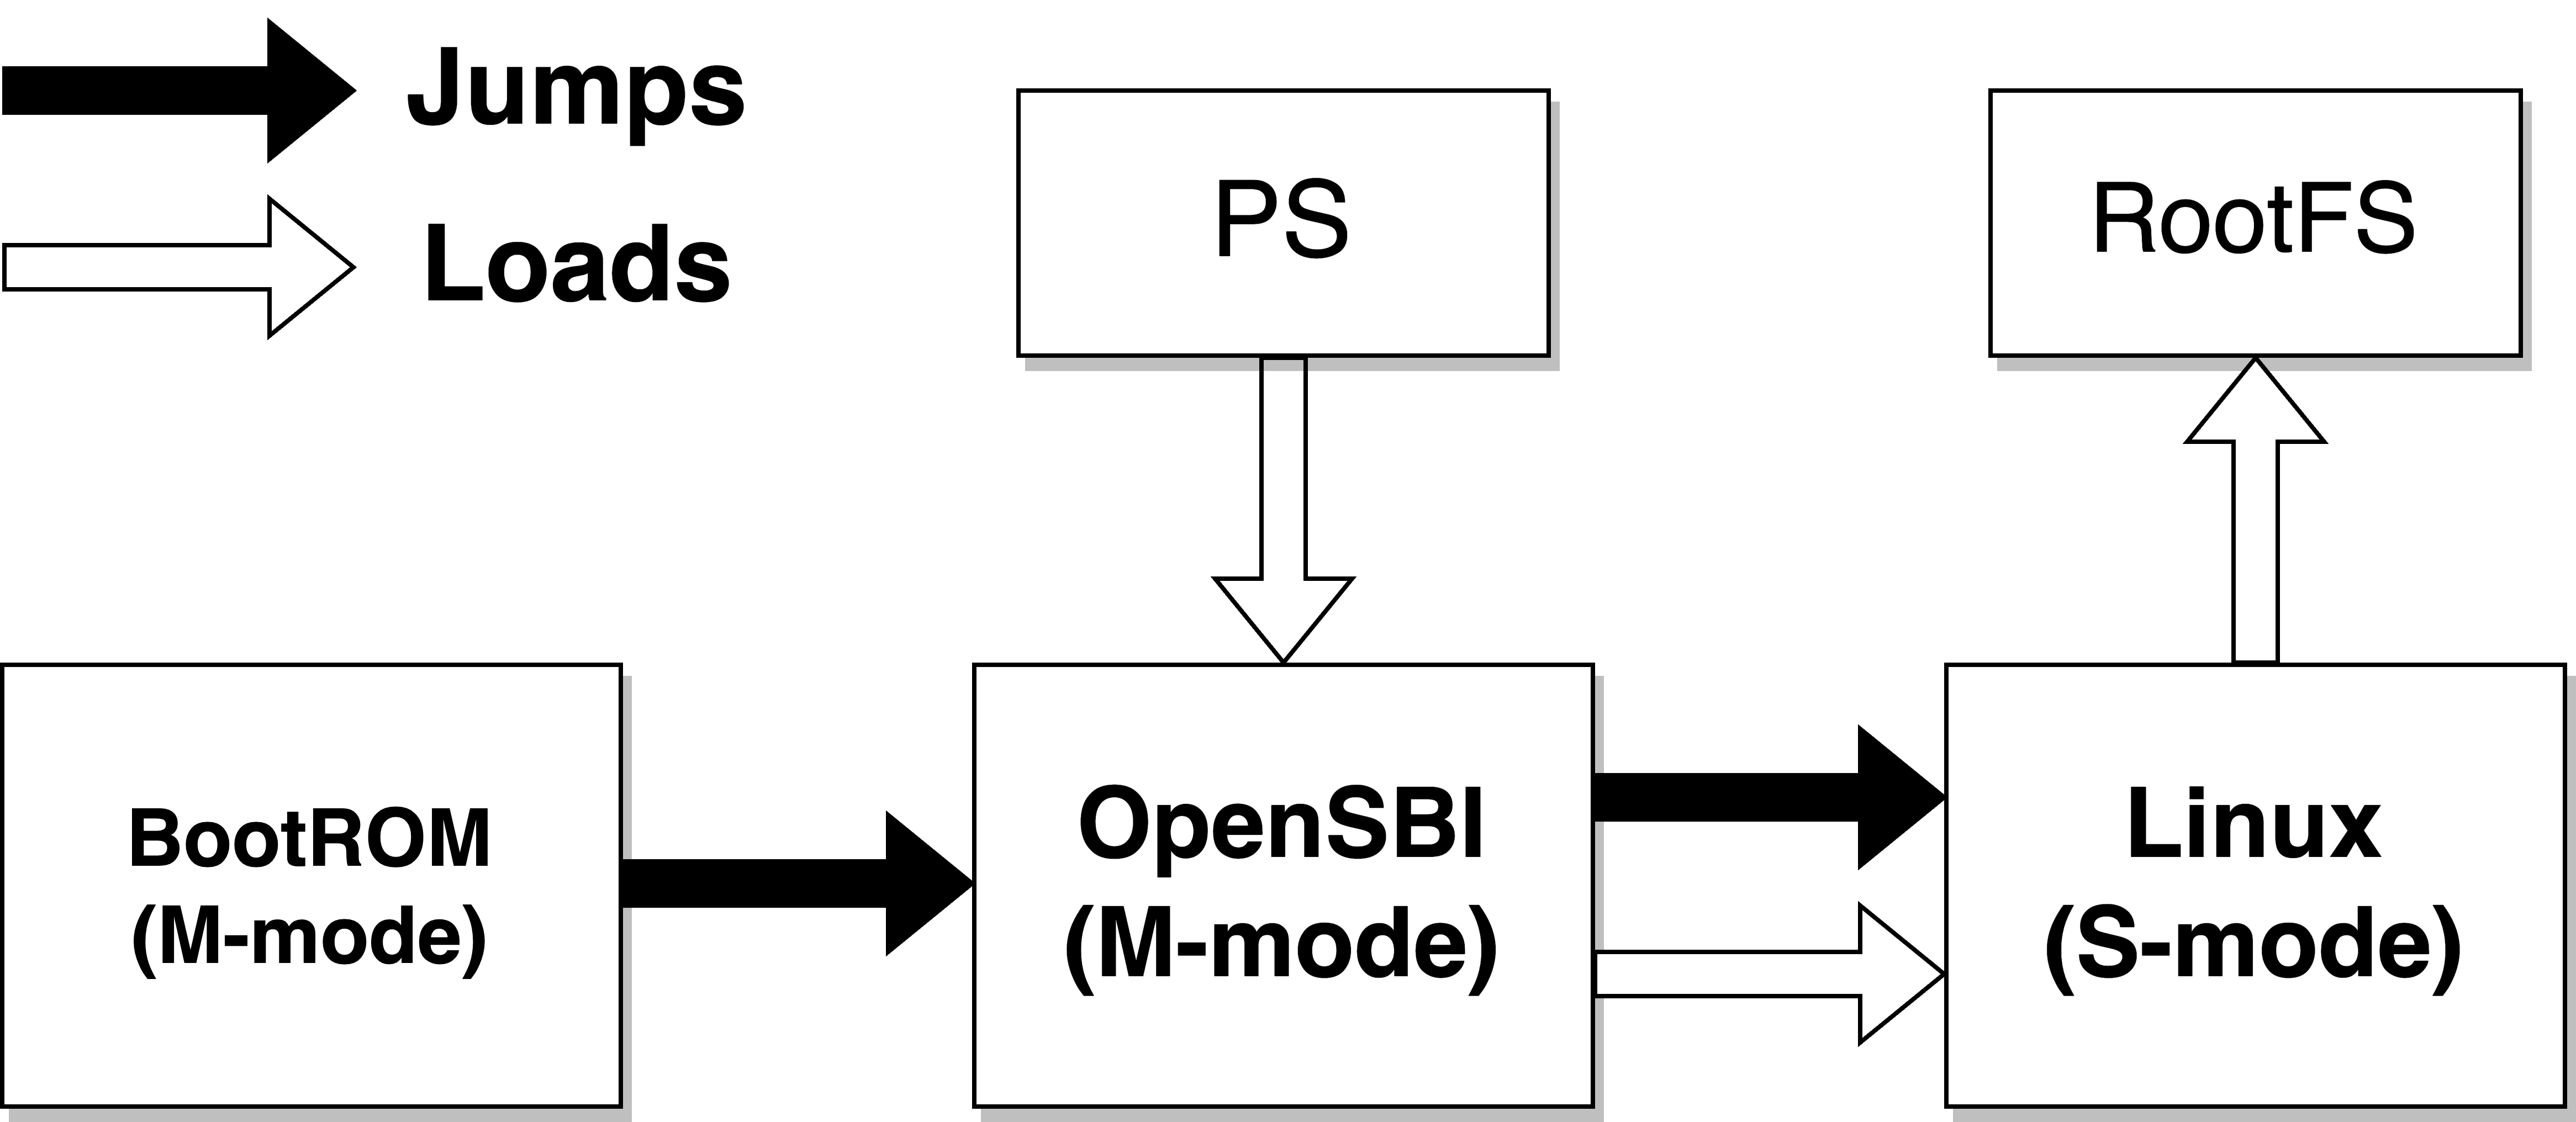 Jumps
Loads
PS
RootFS
BootROM
(M-mode)
OpenSBI
(M-mode)
Linux
(S-mode)